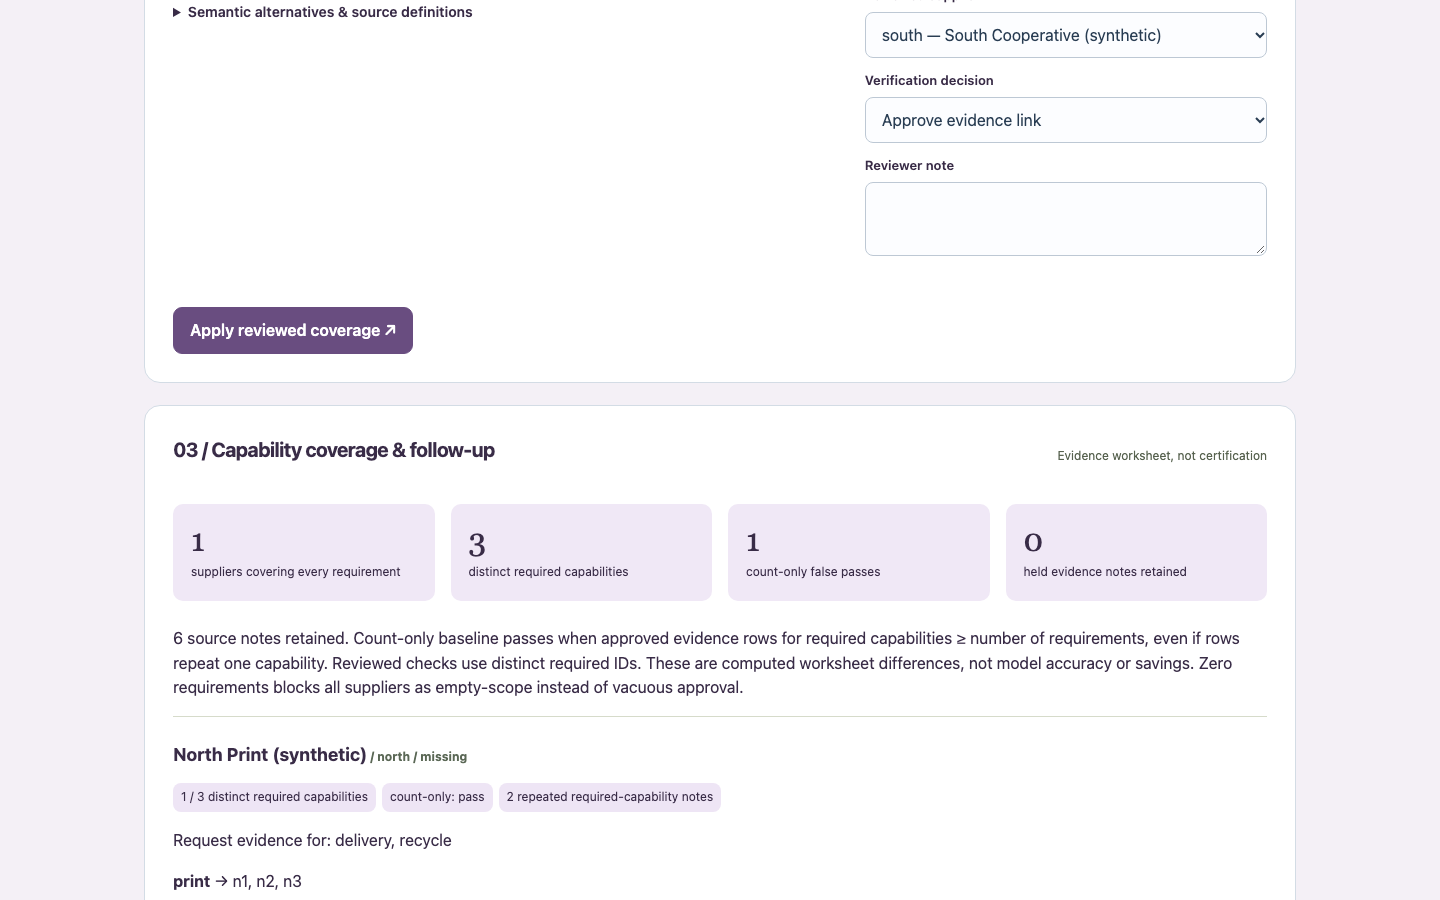 ▶ Semantic alternatives & source definitions
south — South Cooperative (synthetic)
Verification decision
Approve evidence link
Reviewer note
Apply reviewed coverage ↗
03 / Capability coverage & follow-up
Evidence worksheet, not certification
1
suppliers covering every requirement
3
distinct required capabilities
1
count-only false passes
0
held evidence notes retained
6 source notes retained. Count-only baseline passes when approved evidence rows for required capabilities ≥ number of requirements, even if rows
repeat one capability. Reviewed checks use distinct required IDs. These are computed worksheet differences, not model accuracy or savings. Zero
requirements blocks all suppliers as empty-scope instead of vacuous approval.
North Print (synthetic) / north / missing
1 / 3 distinct required capabilities
count-only: pass
2 repeated required-capability notes
Request evidence for: delivery, recycle
print → n1, n2, n3